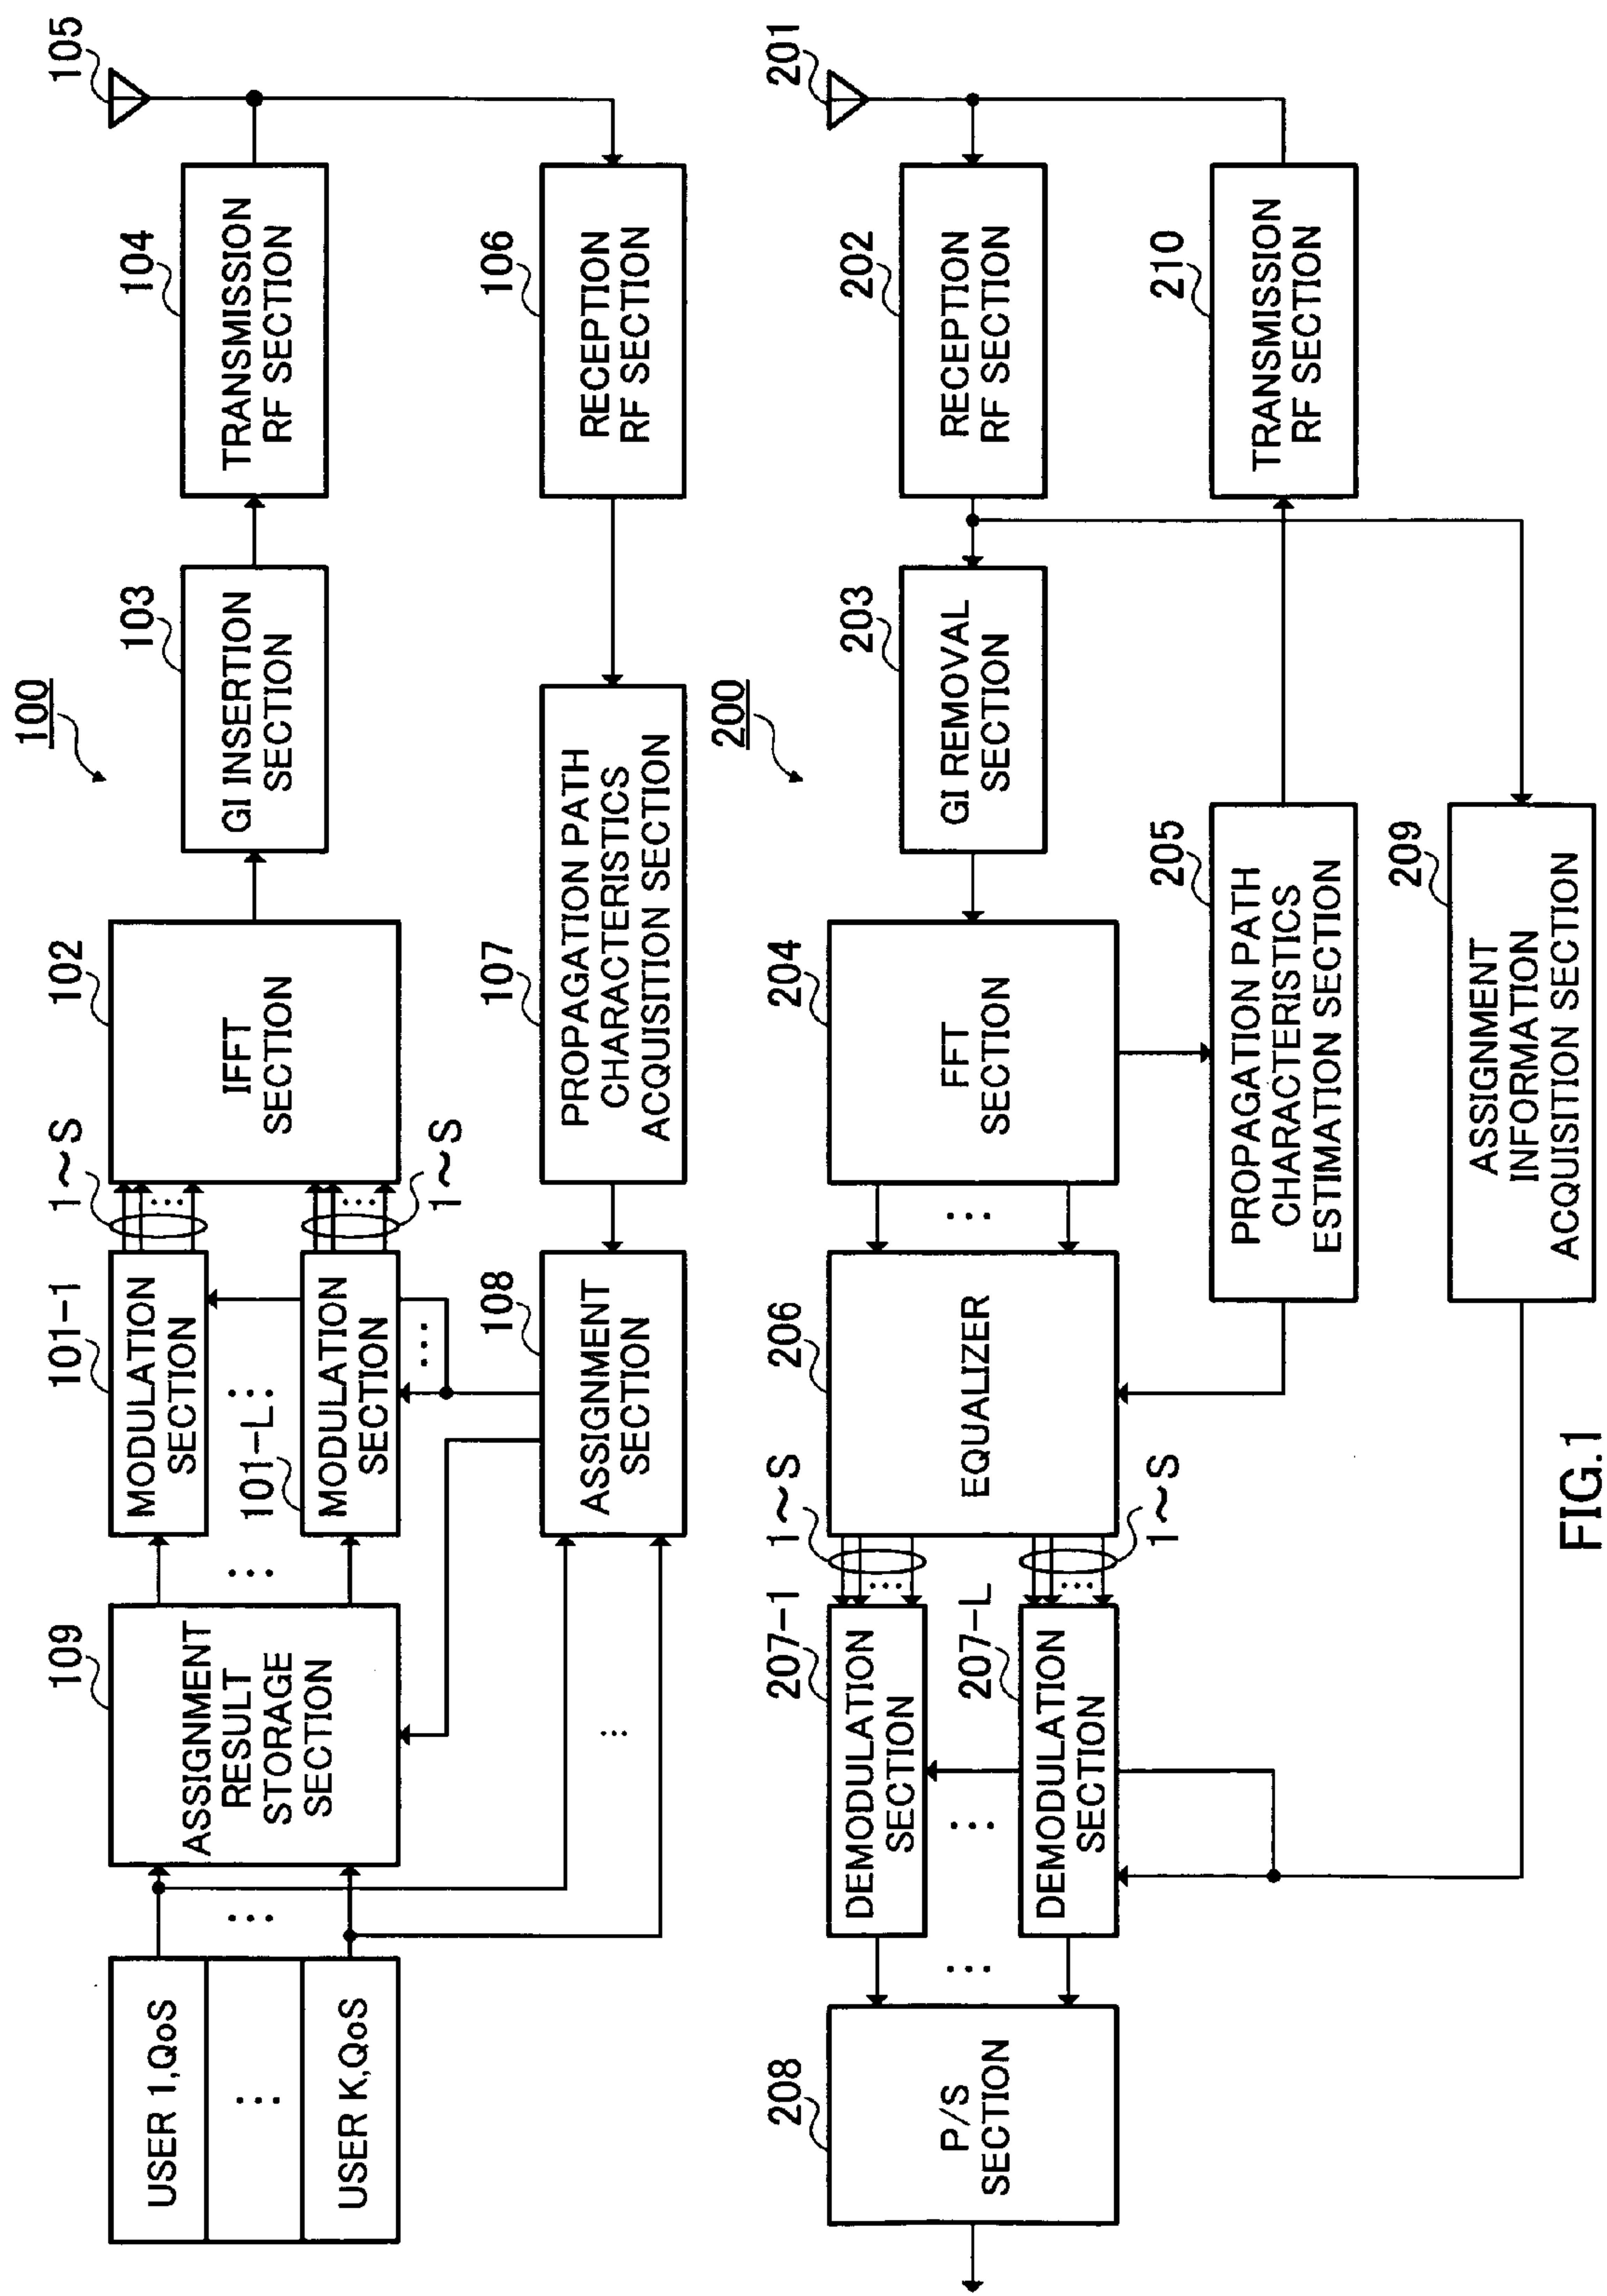 100
USER 1,QoS
USER K,QoS
109
ASSIGNMENT
RESULT
STORAGE
SECTION
101-1
MODULATION
SECTION
101-L
MODULATION
SECTION
1~S
1~S
102
IFFT
SECTION
103
GI INSERTION
SECTION
104
TRANSMISSION
RF SECTION
105
108
ASSIGNMENT
SECTION
107
PROPAGATION PATH
CHARACTERISTICS
ACQUISITION SECTION
106
RECEPTION
RF SECTION
200
208
P/S
SECTION
207-1
DEMODULATION
SECTION
207-L
DEMODULATION
SECTION
1~S
1~S
206
EQUALIZER
204
FFT
SECTION
203
GI REMOVAL
SECTION
202
RECEPTION
RF SECTION
201
205
PROPAGATION PATH
CHARACTERISTICS
ESTIMATION SECTION
210
TRANSMISSION
RF SECTION
209
ASSIGNMENT
INFORMATION
ACQUISITION SECTION
FIG.1